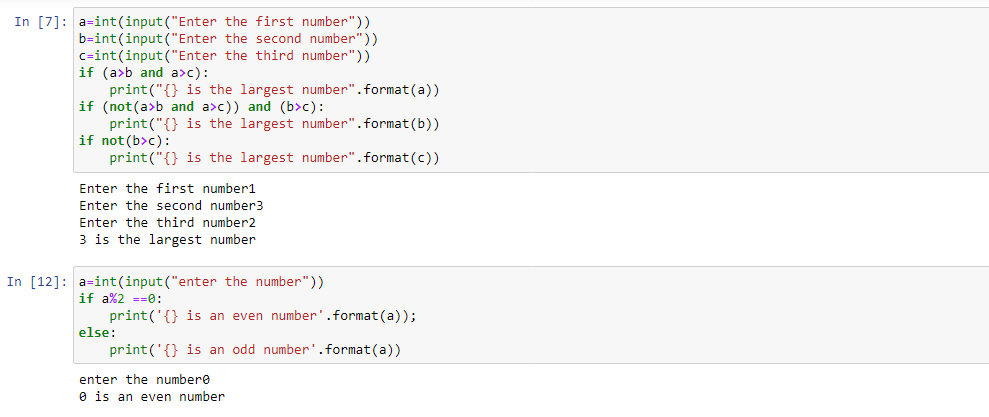 In [7]: a=int(input("Enter the first number"))
b=int(input("Enter the second number"))
c=int(input("Enter the third number"))
if (a>b and a>c):
    print("{} is the largest number".format(a))
if (not(a>b and a>c)) and (b>c):
    print("{} is the largest number".format(b))
if not(b>c):
    print("{} is the largest number".format(c))
Enter the first number1
Enter the second number3
Enter the third number2
3 is the largest number
In [12]: a=int(input("enter the number"))
if a%2 ==0:
    print('{} is an even number'.format(a));
else:
    print('{} is an odd number'.format(a))
enter the number0
0 is an even number